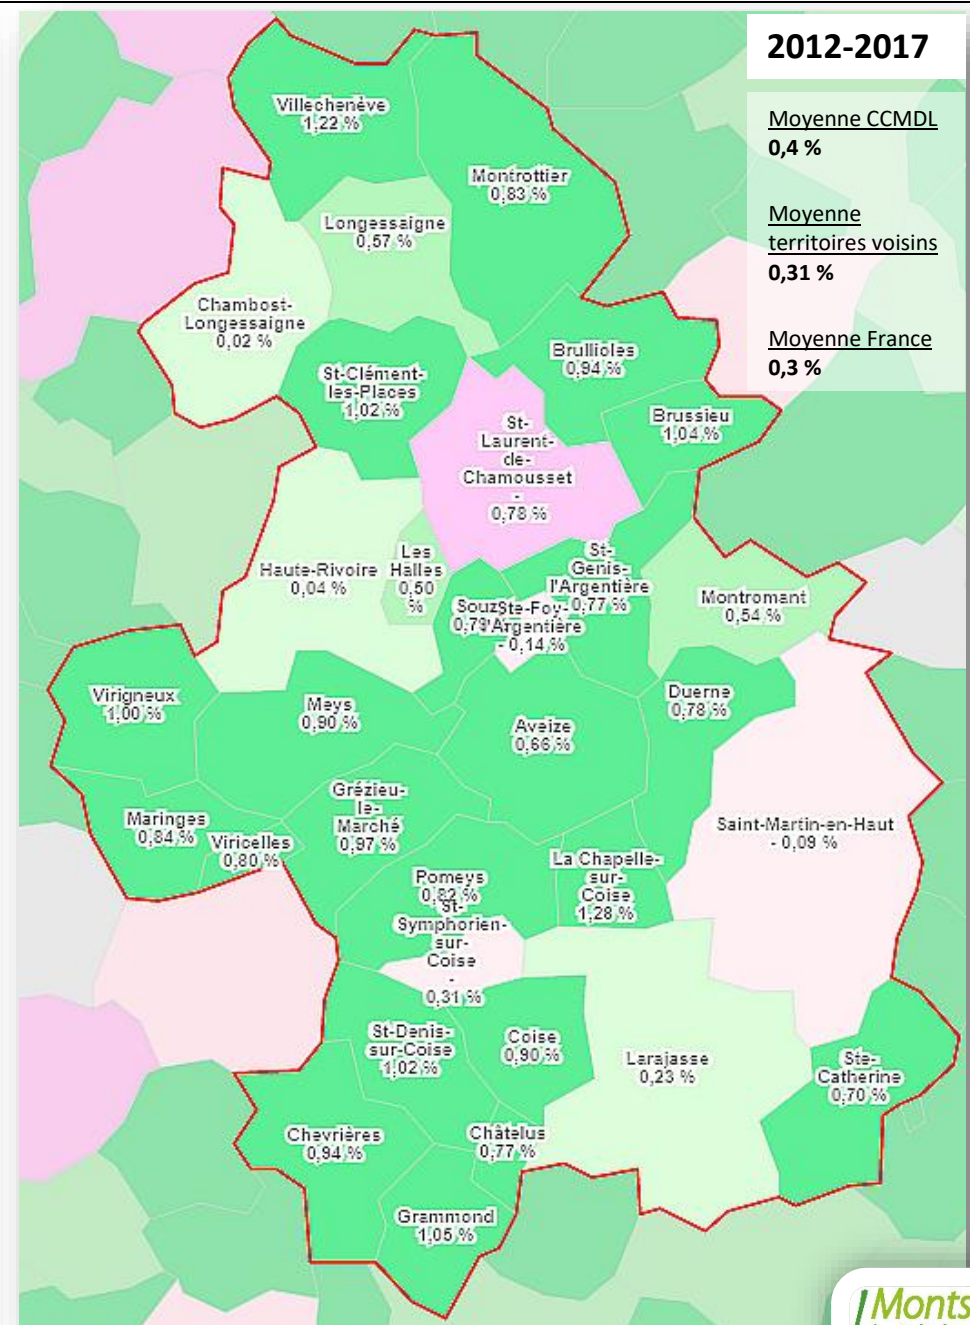 2012-2017
Moyenne CCMDL
0,4 %
Moyenne
territoires voisins
0,31 %
Moyenne France
0,3 %
Villechenève
1,22 %
Montrottier
0,83 %
Longessaigne
0,57 %
Chambost-
Longessaigne
0,02 %
St-Clément-
les-Places
1,02 %
Brullioles
0,94 %
Brussieu
1,04 %
St-
Laurent-
de-
Chamousset
-
0,78 %
Haute-Rivoire
0,04 %
Les
Halles
0,50
%
St-
Genis-
l'Argentière
0,77 %
Souz
0,79
Ste-Foy-
l'Argentière
- 0,14 %
Montromant
0,54 %
Virigneux
1,00 %
Meys
0,90 %
Duerne
0,78 %
Aveize
0,66 %
Grézieu-
le-
Marché
0,97 %
Maringes
0,84 %
Viricelles
0,80 %
Saint-Martin-en-Haut
- 0,09 %
La Chapelle-
sur-
Coise
1,28 %
Pomeys
0,82 %
St-
Symphorien-
sur-
Coise
-
0,31 %
St-Denis-
sur-Coise
1,02 %
Coise
0,90 %
Larajasse
0,23 %
Ste-
Catherine
0,70 %
Chevrières
0,94 %
Châtelus
0,77 %
Grammond
1,05 %
Monts